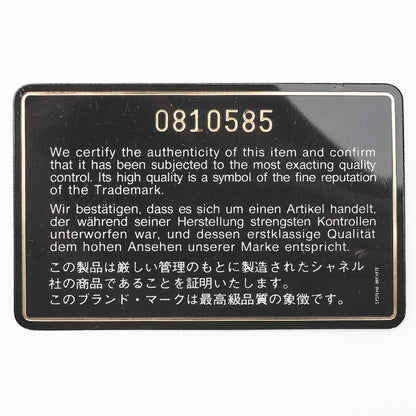 0810585
We certify the authenticity of this item and confirm
that it has been subjected to the most exacting quality
control. Its high quality is a symbol of the fine reputation
of the Trademark.
Wir bestätigen, dass es sich um einen Artikel handelt,
der während seiner Herstellung strengsten Kontrollen
unterworfen war, und dessen erstklassige Qualität
dem hohen Ansehen unserer Marke entspricht.
この製品は厳しい管理のもとに製造されたシャネル
社の商品であることを証明いたします。
このブランド・マークは最高級品質の象徴です。